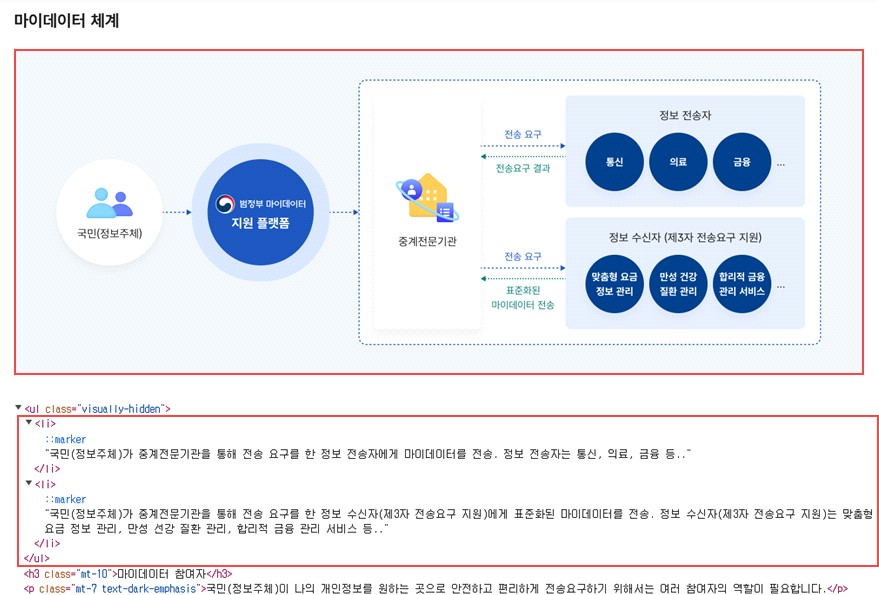 마이데이터 체계
국민(정보주체)
범정부 마이데이터
지원 플랫폼
중계전문기관
전송 요구
전송요구 결과
정보 전송자
통신
의료
금융
...
전송 요구
표준화된
마이데이터 전송
정보 수신자 (제3자 전송요구 지원)
맞춤형 요금
정보 관리
만성 건강
질환 관리
합리적 금융
관리 서비스
...
<ul class="visually-hidden">
<li>
::marker
"국민(정보주체)가 중계전문기관을 통해 전송 요구를 한 정보 전송자에게 마이데이터를 전송. 정보 전송자는 통신, 의료, 금융 등.."
</li>
<li>
::marker
"국민(정보주체)가 중계전문기관을 통해 전송 요구를 한 정보 수신자(제3자 전송요구 지원)에게 표준화된 마이데이터를 전송. 정보 수신자(제3자 전송요구 지원)는 맞춤형
요금 정보 관리, 만성 션강 질환 관리, 합리적 금융 관리 서비스 등.."
</li>
</ul>
<h3 class="mt-10">마이데이터 참여자</h3>
<p class="mt-7 text-dark-emphasis">국민(정보주체)이 나의 개인정보를 원하는 곳으로 안전하고 편리하게 전송요구하기 위해서는 여러 참여자의 역할이 필요합니다.</p>